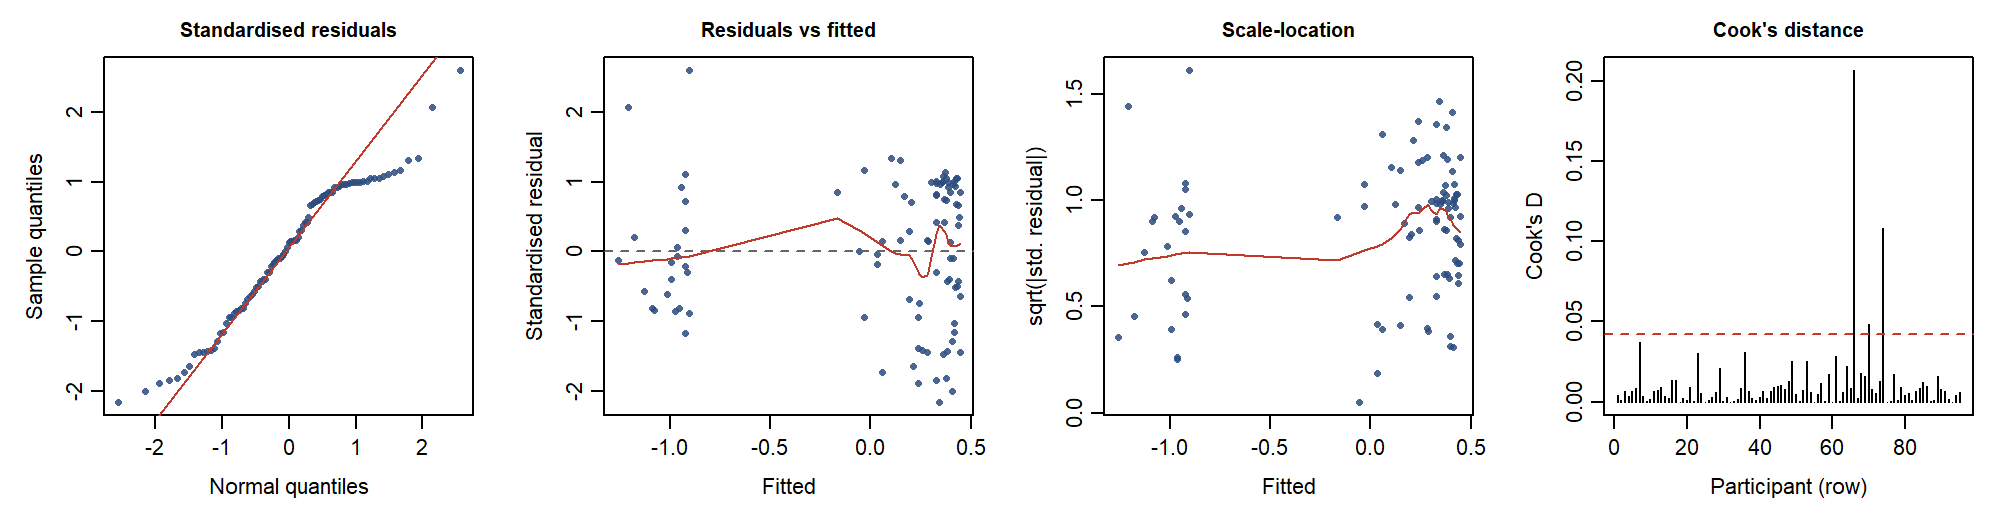 Standardised residuals
Sample quantiles
2
1
0
-1
-2
-2 -1 0 1 2
Normal quantiles
Residuals vs fitted
Standardised residual
2
1
0
-1
-2
-1.0 -0.5 0.0 0.5
Fitted
Scale-location
sqrt(|std. residual|)
1.5
1.0
0.5
0.0
-1.0 -0.5 0.0 0.5
Fitted
Cook's distance
Cook's D
0.20
0.15
0.10
0.05
0.00
0 20 40 60 80
Participant (row)